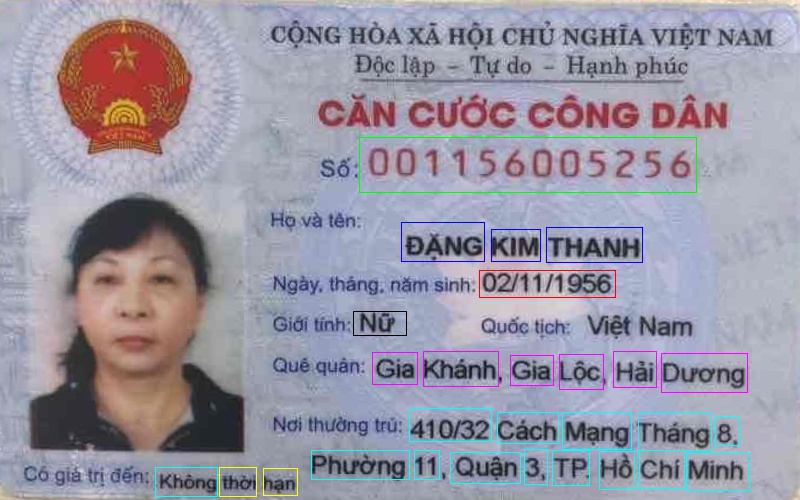 CỘNG HÒA XÃ HỘI CHỦ NGHĨA VIỆT NAM
Độc lập – Tự do – Hạnh phúc
CĂN CƯỚC CÔNG DÂN
Số: 001156005256
Họ và tên:
ĐẶNG KIM THANH
Ngày, tháng, năm sinh: 02/11/1956
Giới tính: Nữ Quốc tịch: Việt Nam
Quê quán: Gia Khánh, Gia Lộc, Hải Dương
Nơi thường trú: 410/32 Cách Mạng Tháng 8,
Phường 11, Quận 3, TP. Hồ Chí Minh
Có giá trị đến: Không thời hạn